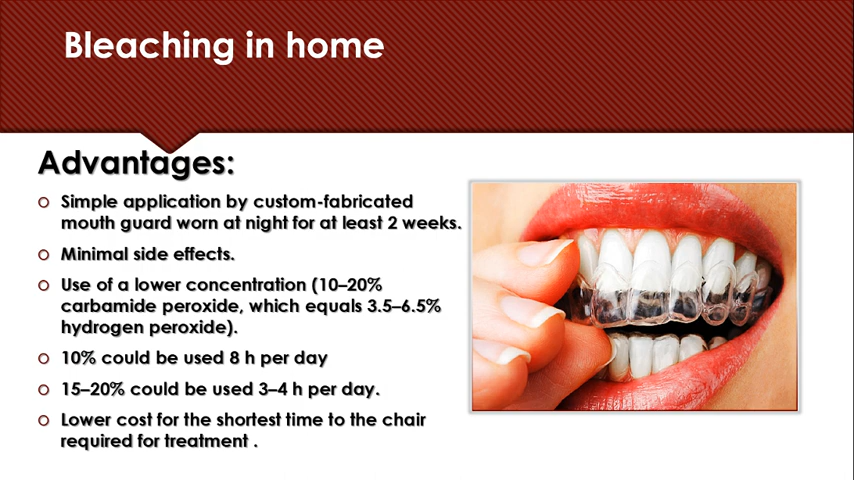 Bleaching in home
Advantages:
Simple application by custom-fabricated
mouth guard worn at night for at least 2 weeks.
Minimal side effects.
Use of a lower concentration (10–20%
carbamide peroxide, which equals 3.5–6.5%
hydrogen peroxide).
10% could be used 8 h per day
15–20% could be used 3–4 h per day.
Lower cost for the shortest time to the chair
required for treatment .